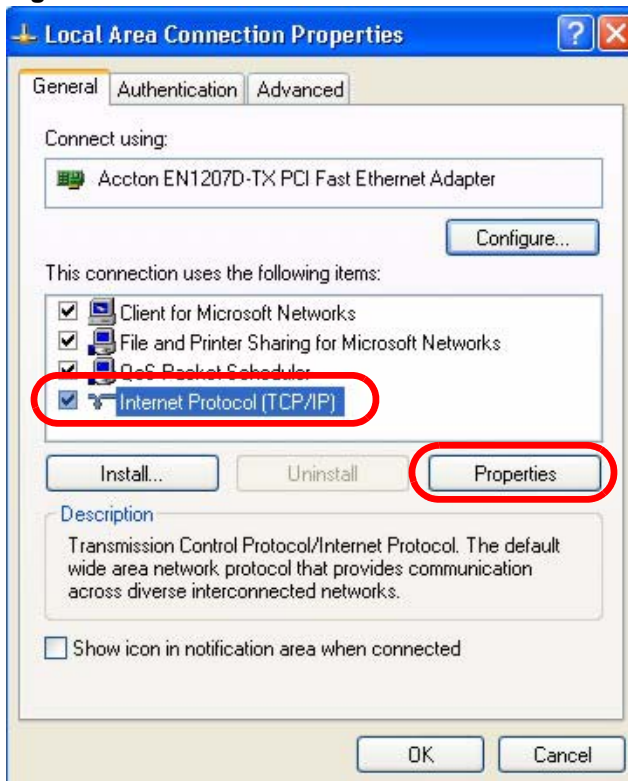 Local Area Connection Properties
General Authentication Advanced
Connect using:
Accton EN1207D-TX PCI Fast Ethernet Adapter
Configure...
This connection uses the following items:
Client for Microsoft Networks
File and Printer Sharing for Microsoft Networks
QoS Packet Scheduler
Internet Protocol (TCP/IP)
Install... Uninstall Properties
Description
Transmission Control Protocol/Internet Protocol. The default
wide area network protocol that provides communication
across diverse interconnected networks.
Show icon in notification area when connected
OK Cancel